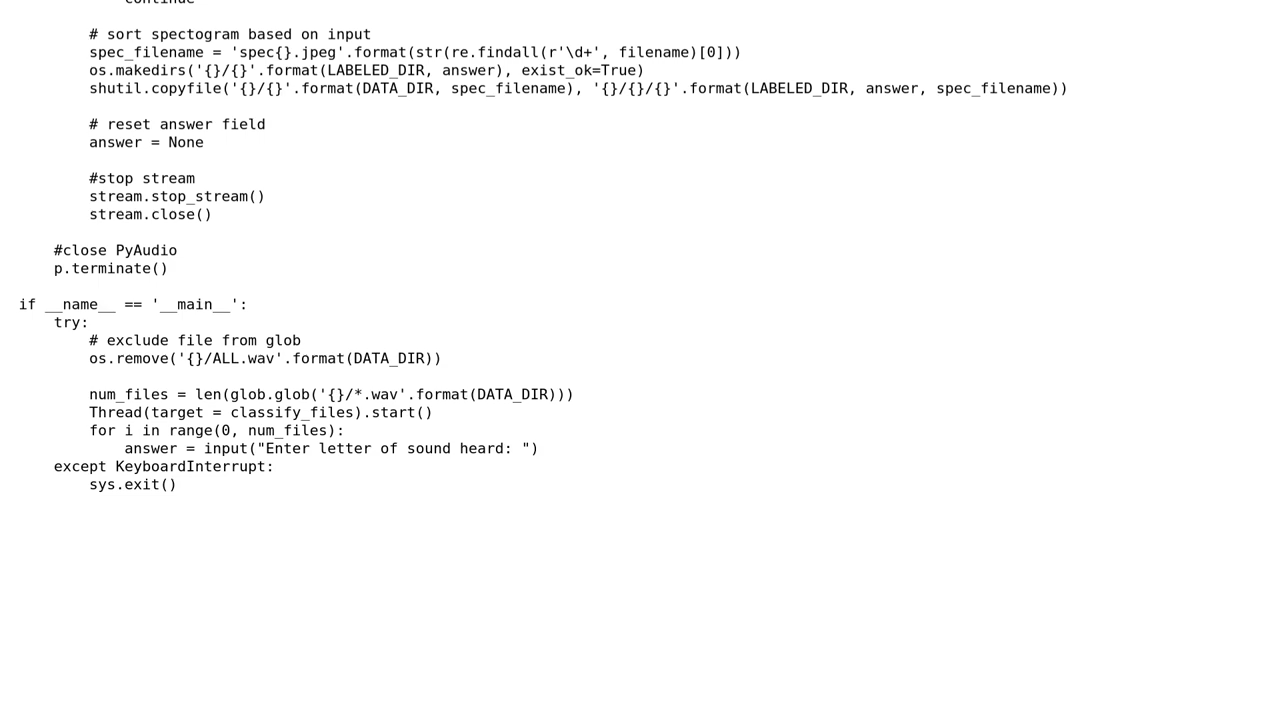 continue
# sort spectogram based on input
spec_filename = 'spec{}.jpeg'.format(str(re.findall(r'\d+', filename)[0]))
os.makedirs('{}/{}'.format(LABELED_DIR, answer), exist_ok=True)
shutil.copyfile('{}/{}'.format(DATA_DIR, spec_filename), '{}/{}/{}'.format(LABELED_DIR, answer, spec_filename))
# reset answer field
answer = None
#stop stream
stream.stop_stream()
stream.close()
#close PyAudio
p.terminate()
if __name__ == '__main__':
try:
# exclude file from glob
os.remove('{}/ALL.wav'.format(DATA_DIR))
num_files = len(glob.glob('{}/*.wav'.format(DATA_DIR)))
Thread(target = classify_files).start()
for i in range(0, num_files):
answer = input("Enter letter of sound heard: ")
except KeyboardInterrupt:
sys.exit()